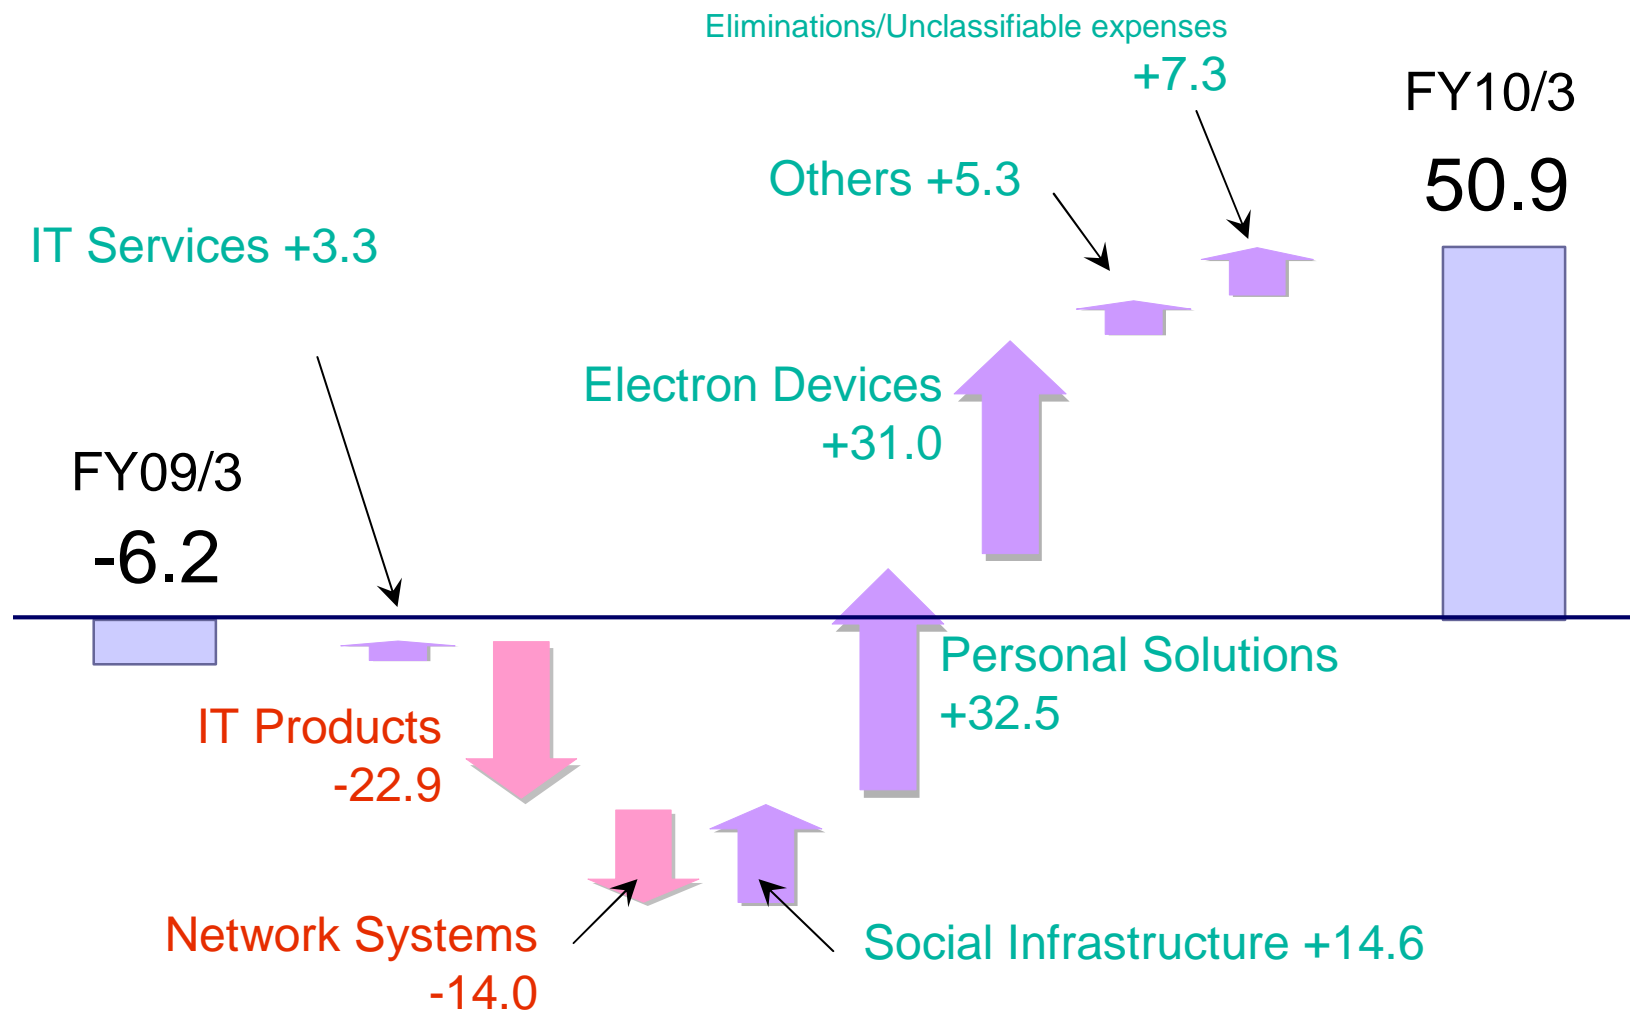 Eliminations/Unclassifiable expenses
+7.3
FY10/3
50.9
Others +5.3
IT Services +3.3
Electron Devices
+31.0
FY09/3
-6.2
Personal Solutions
+32.5
IT Products
-22.9
Network Systems
-14.0
Social Infrastructure +14.6